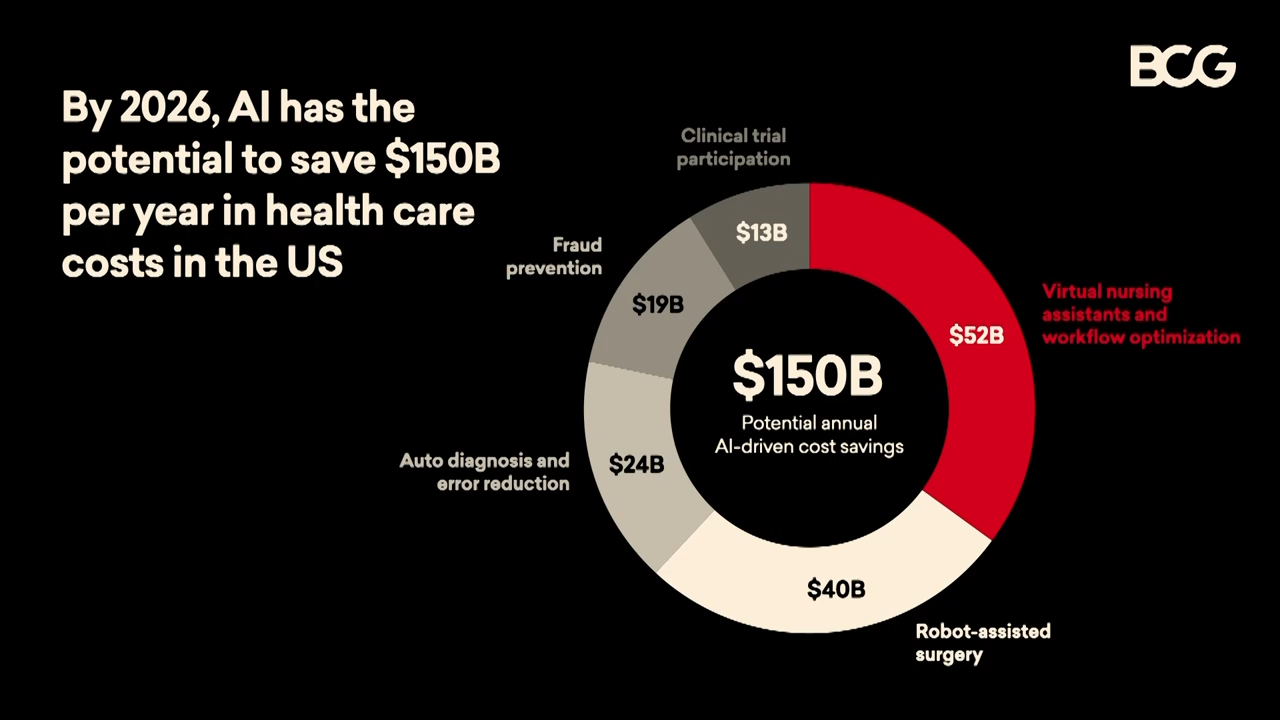 BCG
By 2026, AI has the
potential to save $150B
per year in health care
costs in the US
Clinical trial
participation
$13B
Fraud
prevention
$19B
Virtual nursing
assistants and
workflow optimization
$52B
$150B
Potential annual
AI-driven cost savings
Auto diagnosis and
error reduction
$24B
$40B
Robot-assisted
surgery